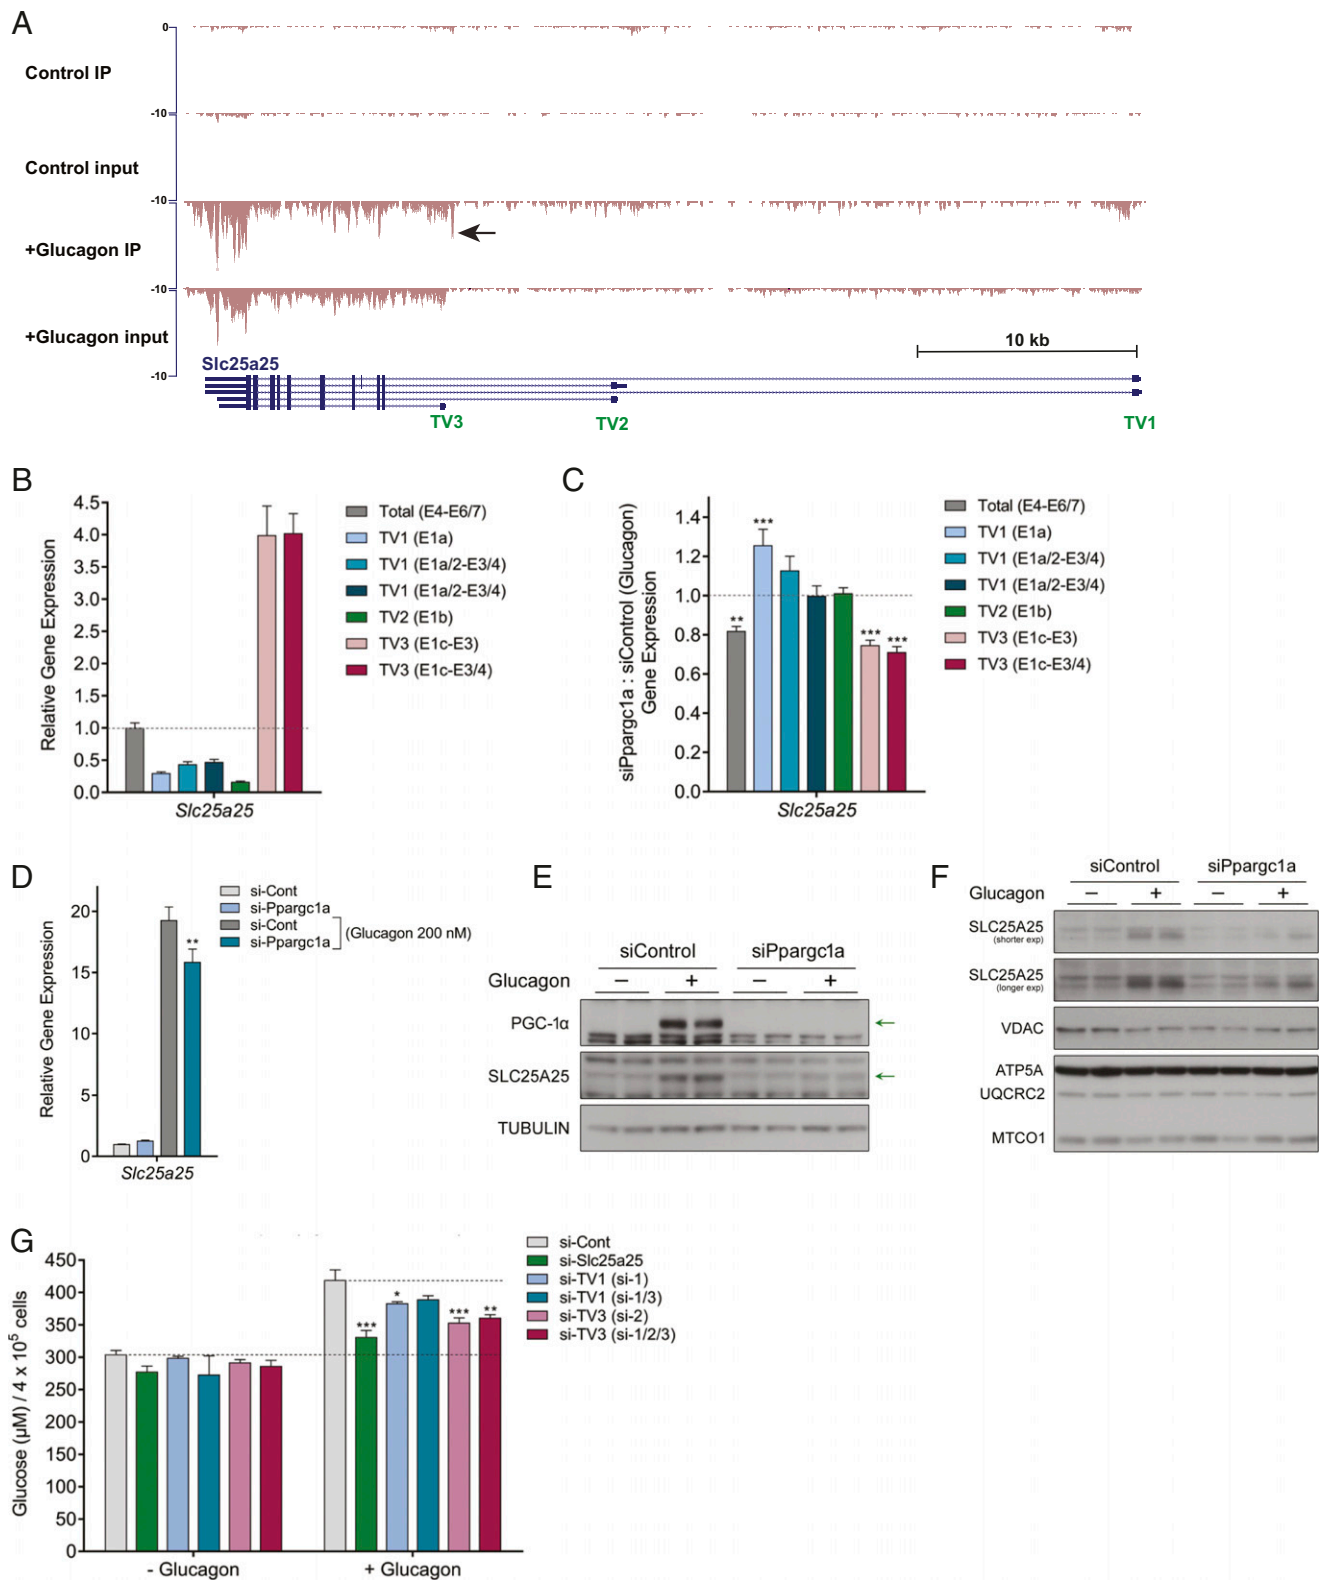 A
0
Control IP
-10
Control input
-10
+Glucagon IP
-10
+Glucagon input
-10
10 kb
Slc25a25
TV3
TV2
TV1
B
Relative Gene Expression
4.5
4.0
3.5
3.0
2.5
2.0
1.5
1.0
0.5
0.0
Slc25a25
Total (E4-E6/7)
TV1 (E1a)
TV1 (E1a/2-E3/4)
TV1 (E1a/2-E3/4)
TV2 (E1b)
TV3 (E1c-E3)
TV3 (E1c-E3/4)
C
siPpargc1a : siControl (Glucagon)
Gene Expression
1.4
1.2
1.0
0.8
0.6
0.4
0.2
0.0
**
***
***
***
Slc25a25
Total (E4-E6/7)
TV1 (E1a)
TV1 (E1a/2-E3/4)
TV1 (E1a/2-E3/4)
TV2 (E1b)
TV3 (E1c-E3)
TV3 (E1c-E3/4)
D
Relative Gene Expression
20
15
10
5
0
**
Slc25a25
si-Cont
si-Ppargc1a
si-Cont
si-Ppargc1a
(Glucagon 200 nM)
E
siControl siPpargc1a
Glucagon − + − +
PGC-1α
SLC25A25
TUBULIN
F
siControl siPpargc1a
Glucagon − + − +
SLC25A25
(shorter exp)
SLC25A25
(longer exp)
VDAC
ATP5A
UQCRC2
MTCO1
G
Glucose (µM) / 4 x 10⁵ cells
450
400
350
300
250
200
150
100
50
0
***
*
***
**
- Glucagon
+ Glucagon
si-Cont
si-Slc25a25
si-TV1 (si-1)
si-TV1 (si-1/3)
si-TV3 (si-2)
si-TV3 (si-1/2/3)